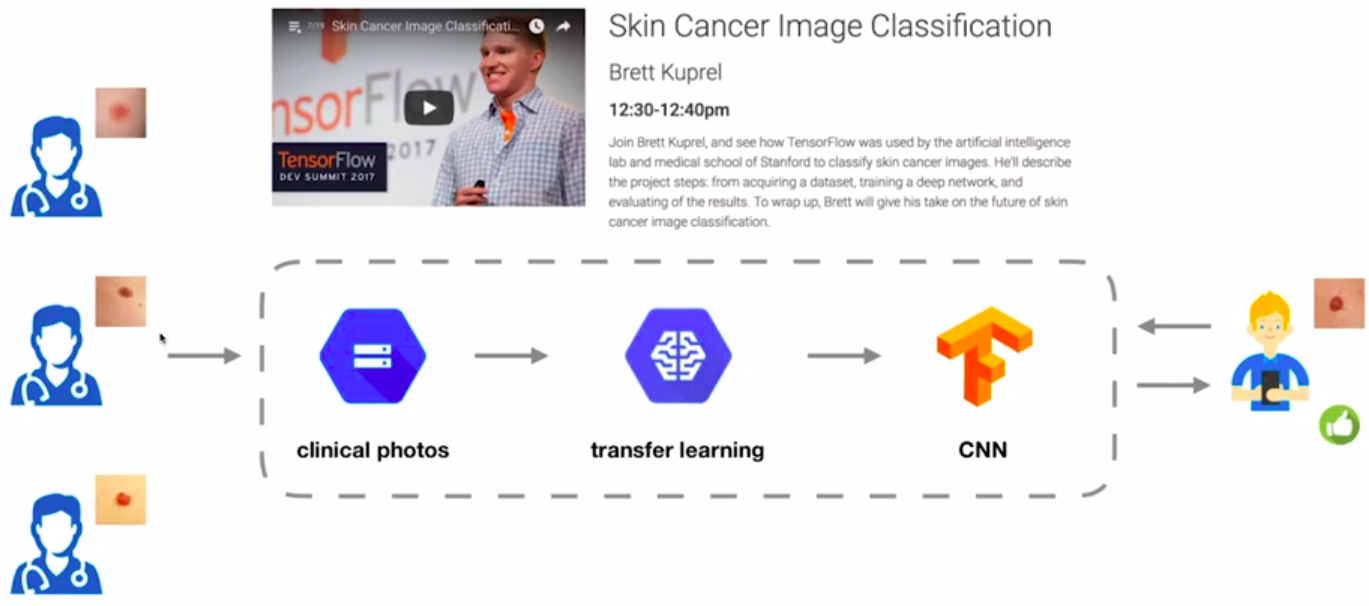 7/19 Skin Cancer Image Classificati...
nsorFlow
2017
TensorFlow
DEV SUMMIT 2017
Skin Cancer Image Classification
Brett Kuprel
12:30-12:40pm
Join Brett Kuprel, and see how TensorFlow was used by the artificial intelligence
lab and medical school of Stanford to classify skin cancer images. He'll describe
the project steps: from acquiring a dataset, training a deep network, and
evaluating of the results. To wrap up, Brett will give his take on the future of skin
cancer image classification.
clinical photos
transfer learning
CNN